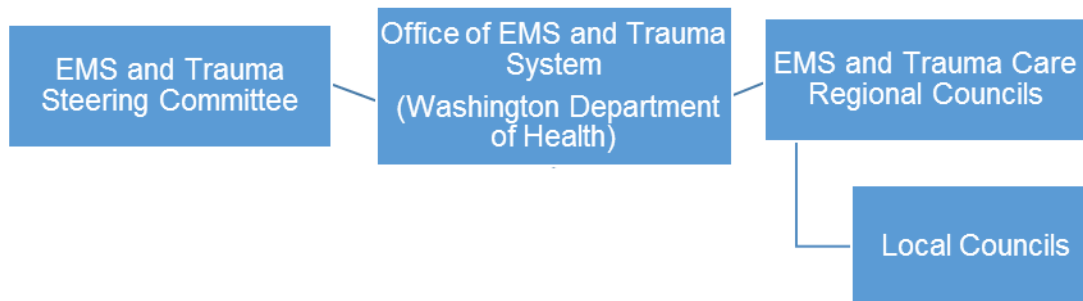 EMS and Trauma
Steering Committee
Office of EMS and Trauma
System
(Washington Department
of Health)
EMS and Trauma Care
Regional Councils
Local Councils